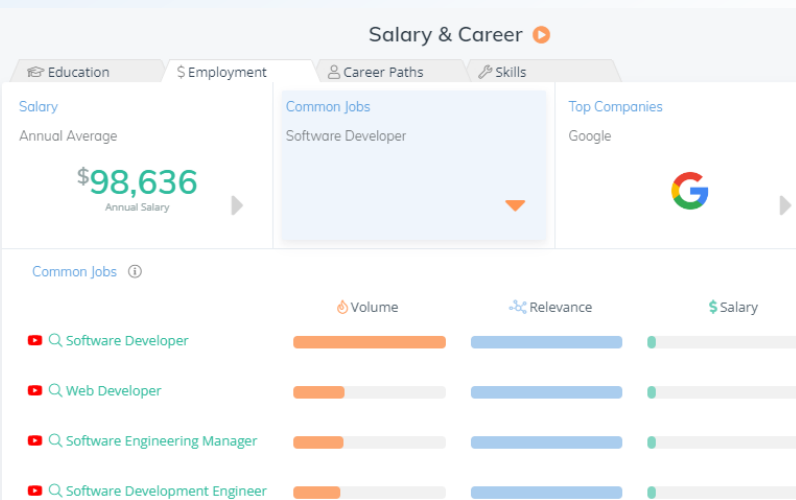 Salary & Career
Education
$ Employment
Career Paths
Skills
Salary
Common Jobs
Top Companies
Annual Average
Software Developer
Google
$98,636
Annual Salary
G
Common Jobs
Volume
Relevance
$ Salary
Software Developer
Web Developer
Software Engineering Manager
Software Development Engineer